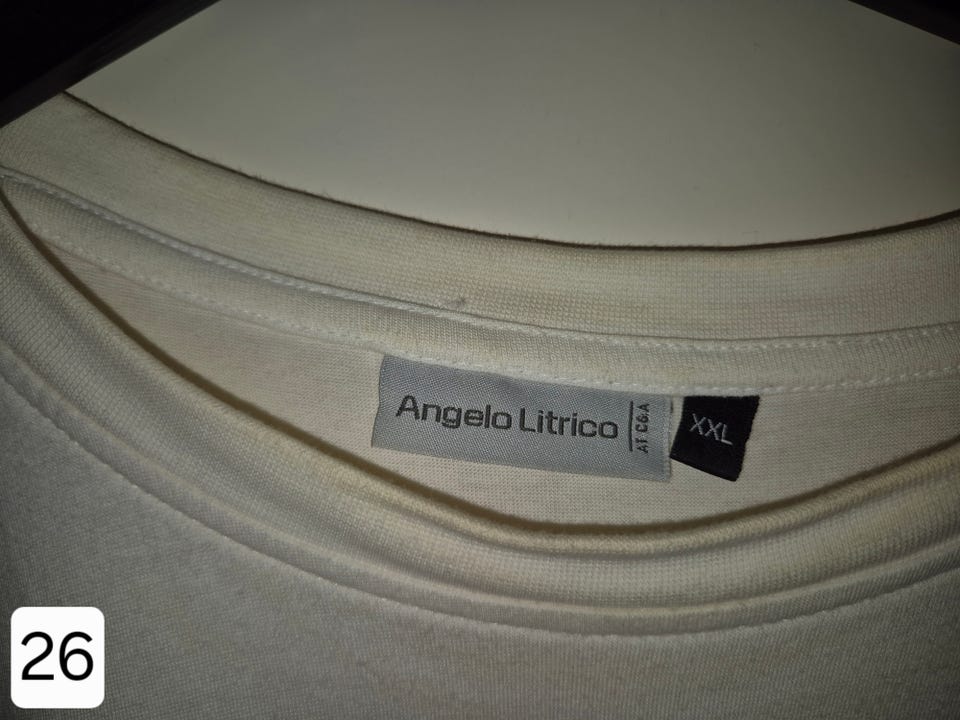 Angelo Litrico
AT C&A
XXL
26